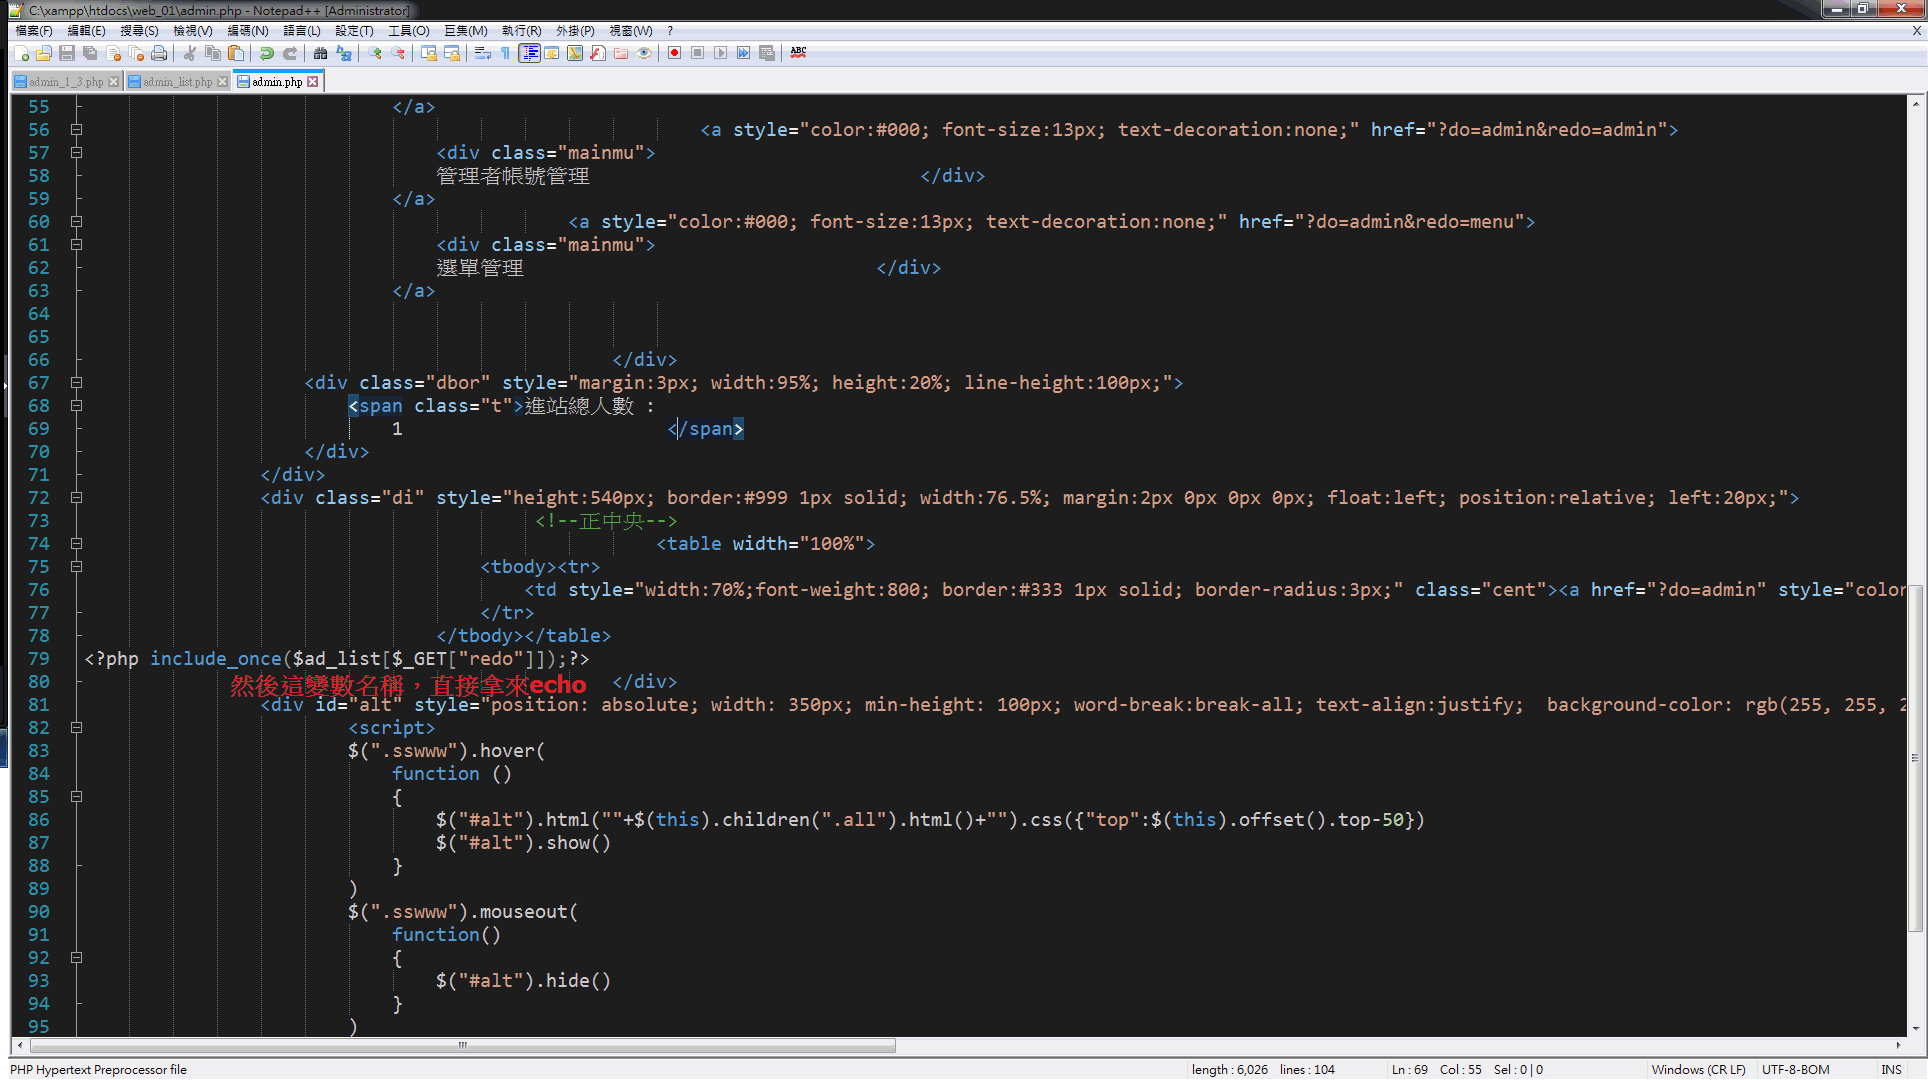 C:\xampp\htdocs\web_01\admin.php - Notepad++ [Administrator]
檔案(F) 編輯(E) 搜尋(S) 檢視(V) 編碼(N) 語言(L) 設定(T) 工具(O) 巨集(M) 執行(R) 外掛(P) 視窗(W) ? X
ABC
admin_1_3.php admin_list.php admin.php
55 </a>
56 <a style="color:#000; font-size:13px; text-decoration:none;" href="?do=admin&redo=admin">
57 <div class="mainmu">
58 管理者帳號管理 </div>
59 </a>
60 <a style="color:#000; font-size:13px; text-decoration:none;" href="?do=admin&redo=menu">
61 <div class="mainmu">
62 選單管理 </div>
63 </a>
64
65
66 </div>
67 <div class="dbor" style="margin:3px; width:95%; height:20%; line-height:100px;">
68 <span class="t">進站總人數 :
69 1 </span>
70 </div>
71 </div>
72 <div class="di" style="height:540px; border:#999 1px solid; width:76.5%; margin:2px 0px 0px 0px; float:left; position:relative; left:20px;">
73 <!--正中央-->
74 <table width="100%">
75 <tbody><tr>
76 <td style="width:70%;font-weight:800; border:#333 1px solid; border-radius:3px;" class="cent"><a href="?do=admin" style="color
77 </tr>
78 </tbody></table>
79 <?php include_once($ad_list[$_GET["redo"]]);?>
80 </div>
然後這變數名稱，直接拿來echo
81 <div id="alt" style="position: absolute; width: 350px; min-height: 100px; word-break:break-all; text-align:justify;  background-color: rgb(255, 255, 2
82 <script>
83 $(".sswww").hover(
84 function ()
85 {
86 $("#alt").html(""+$(this).children(".all").html()+"").css({"top":$(this).offset().top-50})
87 $("#alt").show()
88 }
89 )
90 $(".sswww").mouseout(
91 function()
92 {
93 $("#alt").hide()
94 }
95 )
PHP Hypertext Preprocessor file length : 6,026 lines : 104 Ln : 69 Col : 55 Sel : 0 | 0 Windows (CR LF) UTF-8-BOM INS